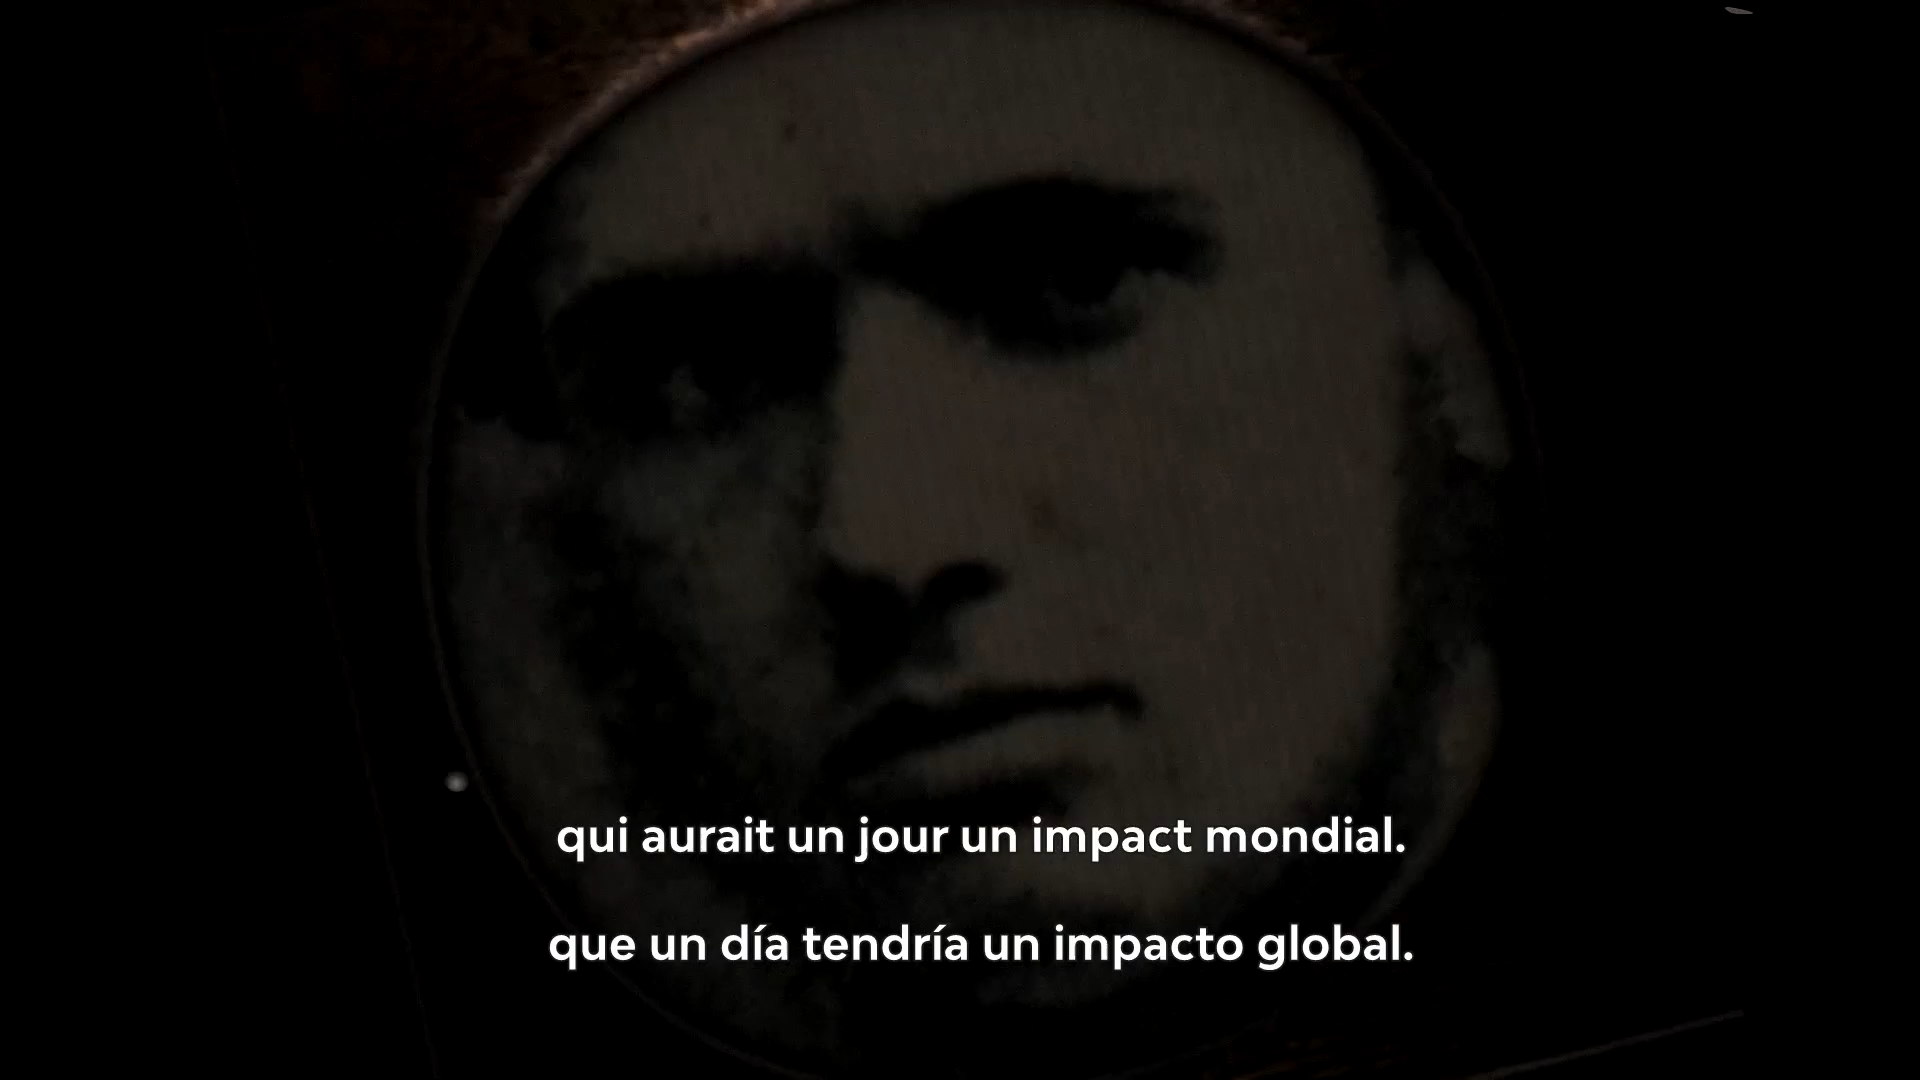 qui aurait un jour un impact mondial.
que un día tendría un impacto global.